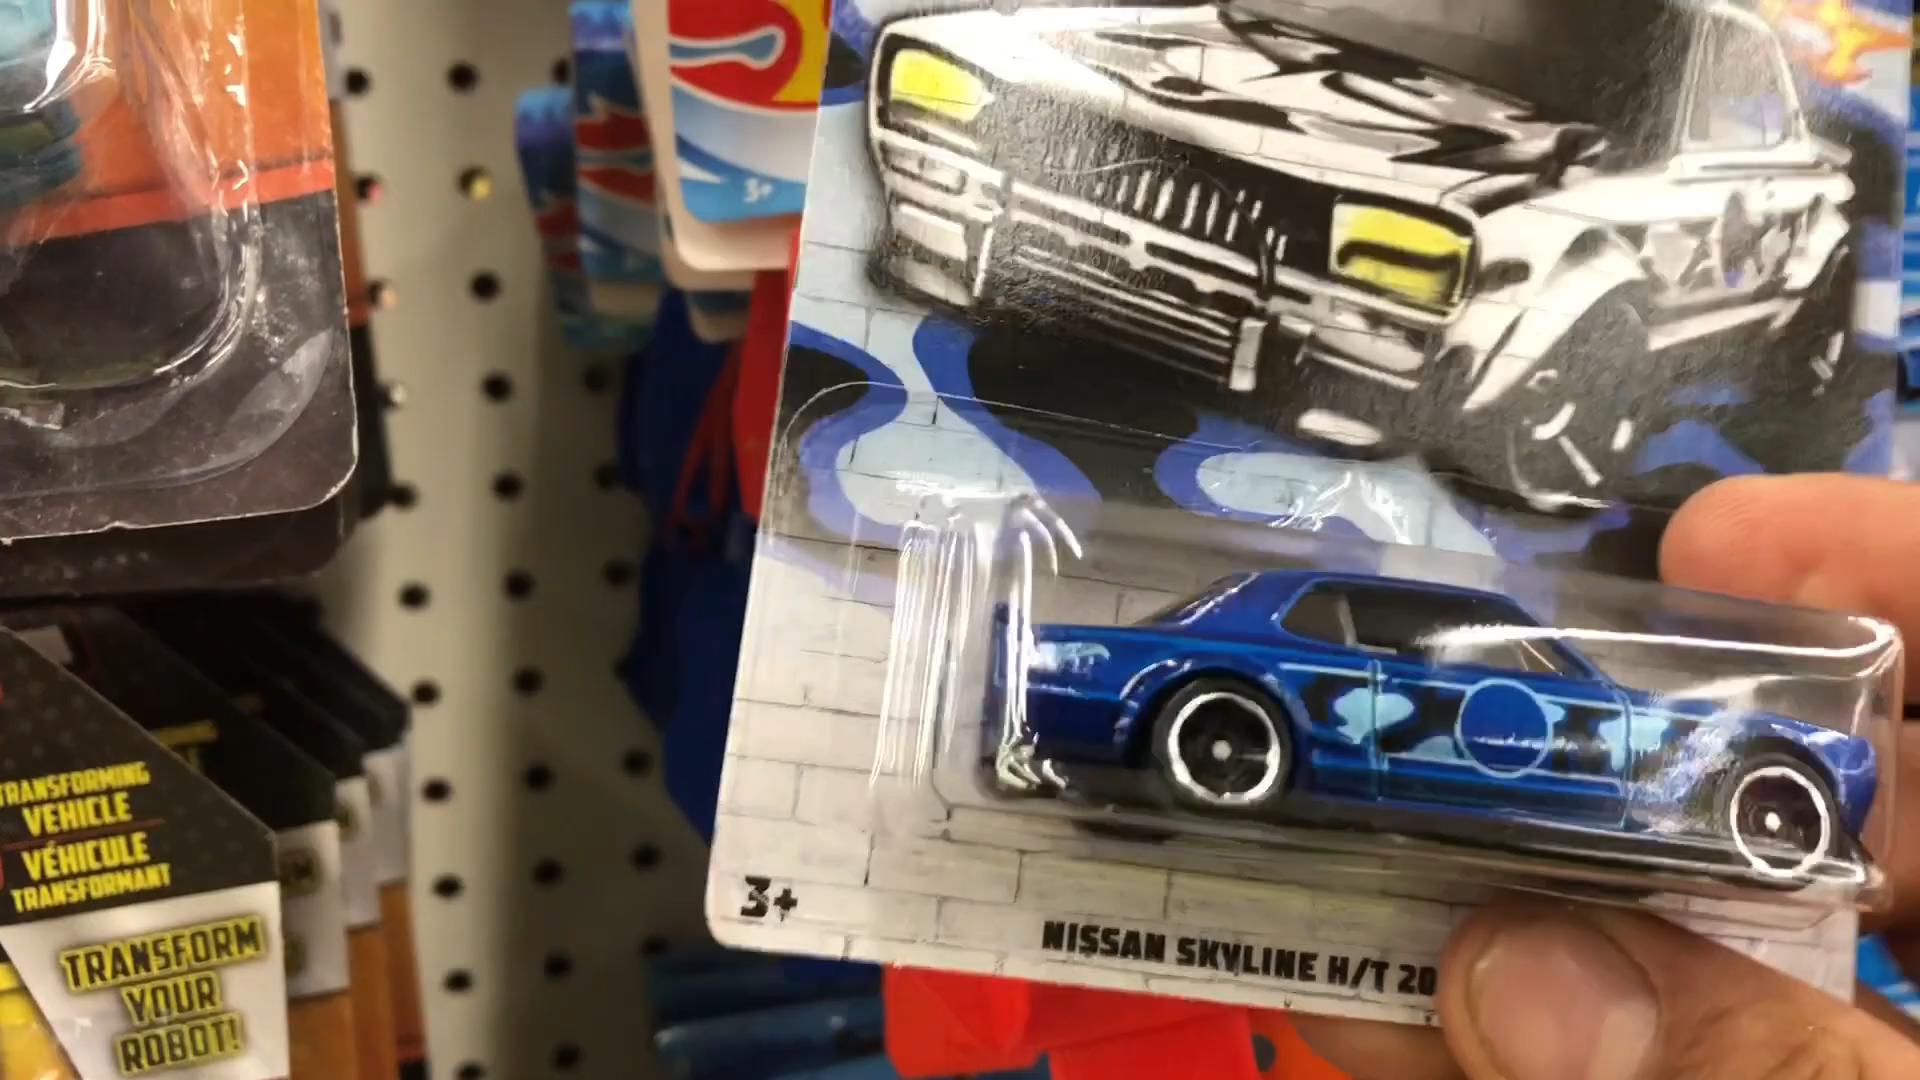 3+
TRANSFORMING
VEHICLE
VÉHICULE
TRANSFORMANT
TRANSFORM
YOUR
ROBOT!
3+
NISSAN SKYLINE H/T 20